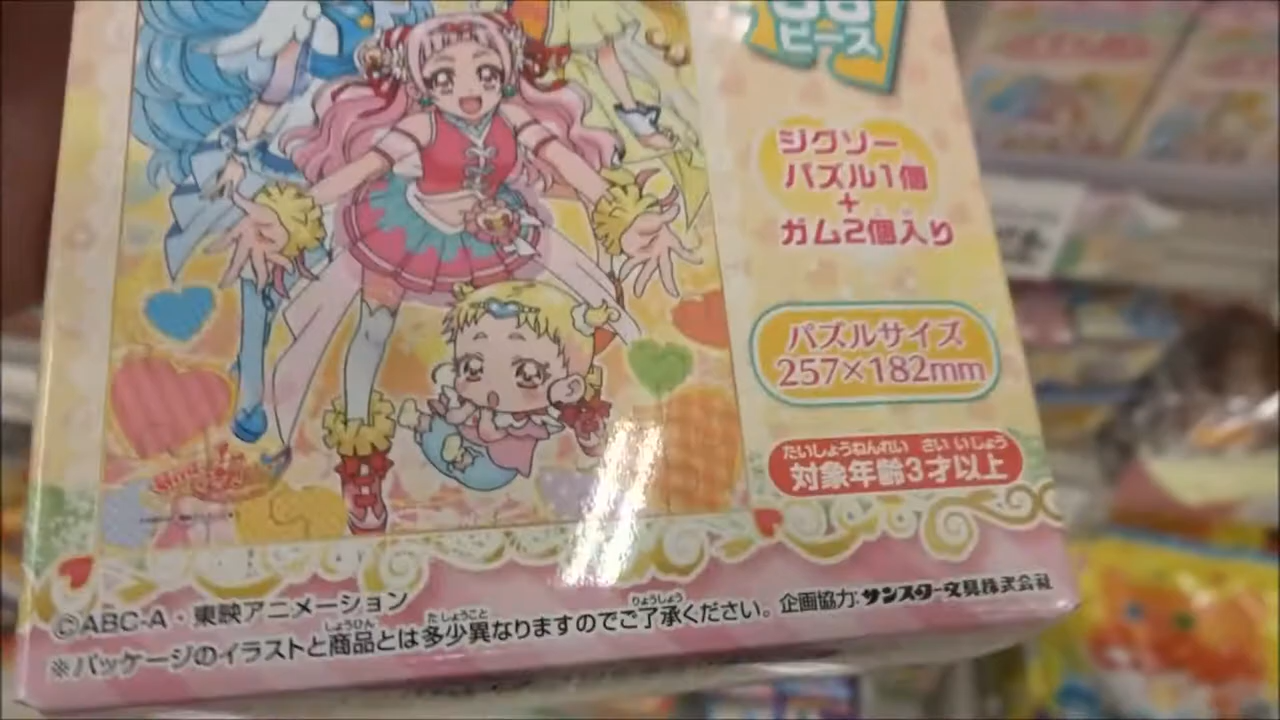 ピース
ジグソー
パズル1個
+
ガム2個入り
パズルサイズ
257×182mm
たいしょうねんれい さい いじょう
対象年齢3才以上
©ABC-A・東映アニメーション
しょうひん たしょうこと りょうしょう
※パッケージのイラストと商品とは多少異なりますのでご了承ください。
企画協力:サンスター文具株式会社